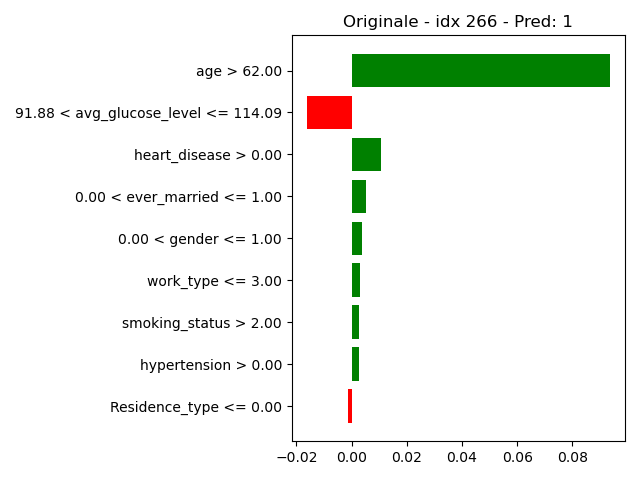 Originale - idx 266 - Pred: 1
age > 62.00
91.88 < avg_glucose_level <= 114.09
heart_disease > 0.00
0.00 < ever_married <= 1.00
0.00 < gender <= 1.00
work_type <= 3.00
smoking_status > 2.00
hypertension > 0.00
Residence_type <= 0.00
−0.02 0.00 0.02 0.04 0.06 0.08